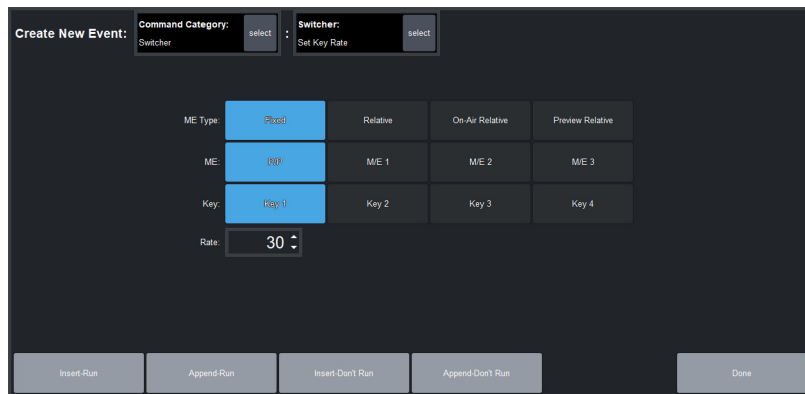 Create New Event:
Command Category:
Switcher
select
:
Switcher:
Set Key Rate
select
ME Type: Fixed Relative On-Air Relative Preview Relative
ME: P/P M/E 1 M/E 2 M/E 3
Key: Key 1 Key 2 Key 3 Key 4
Rate: 30
Insert-Run Append-Run Insert-Don't Run Append-Don't Run Done